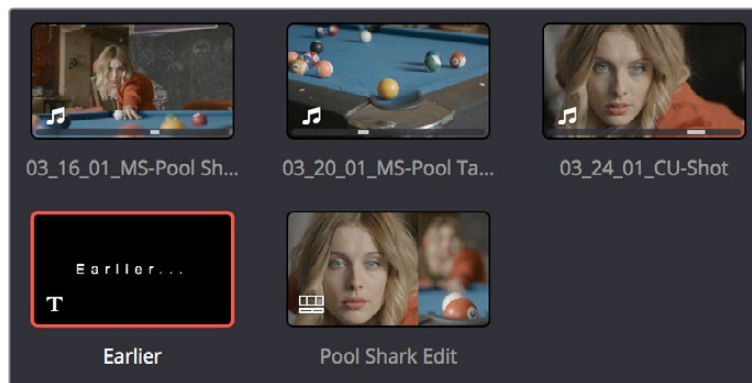 03_16_01_MS-Pool Sh...
03_20_01_MS-Pool Ta...
03_24_01_CU-Shot
Earlier...
T
Earlier
Pool Shark Edit